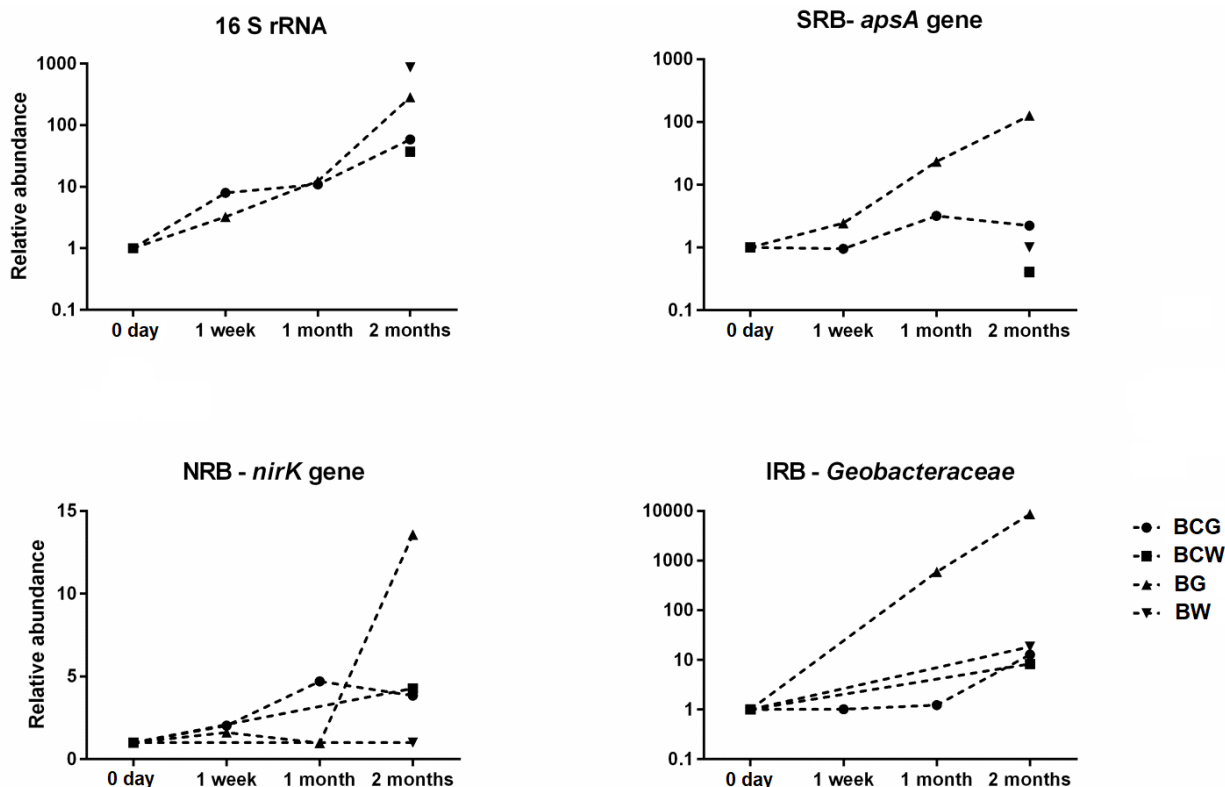 16 S rRNA
Relative abundance
1000
100
10
1
0.1
0 day 1 week 1 month 2 months
SRB- apsA gene
1000
100
10
1
0.1
0 day 1 week 1 month 2 months
NRB - nirK gene
Relative abundance
15
10
5
0
0 day 1 week 1 month 2 months
IRB - Geobacteraceae
10000
1000
100
10
1
0.1
0 day 1 week 1 month 2 months
BCG
BCW
BG
BW